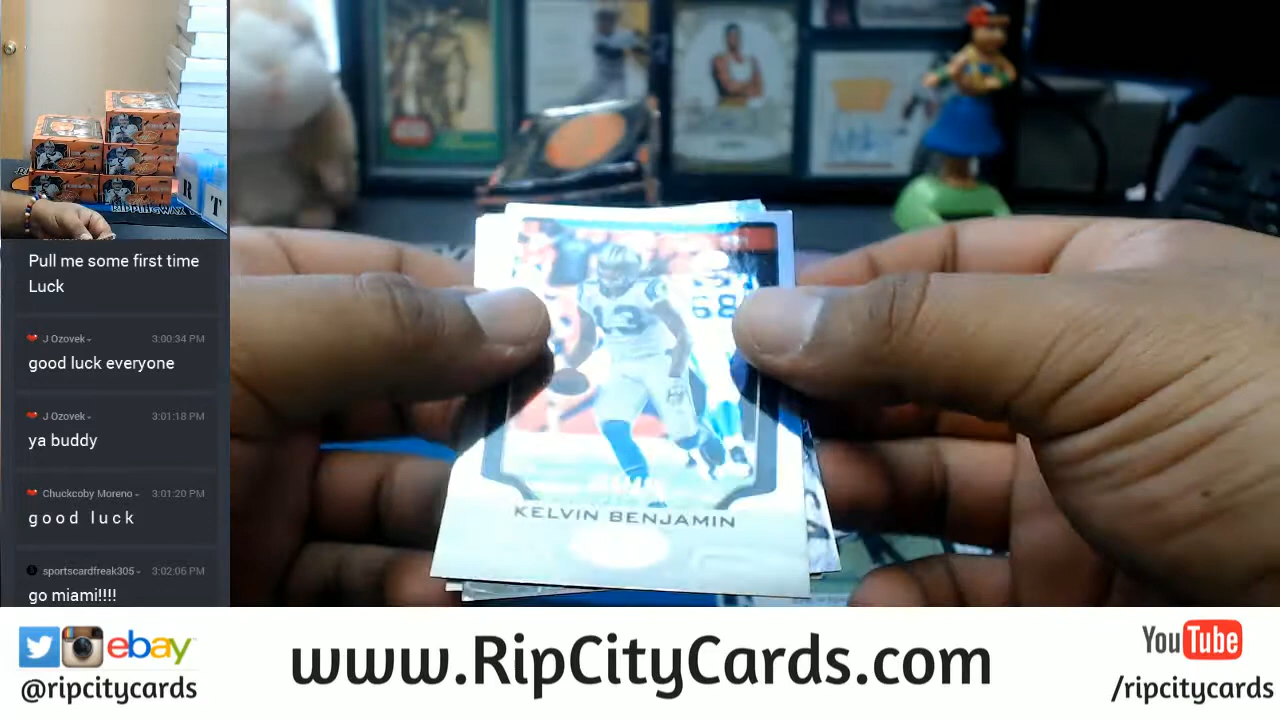 R
T
RIPPINGWAX
Pull me some first time
Luck
J Ozovek
3:00:34 PM
good luck everyone
J Ozovek
3:01:18 PM
ya buddy
Chuckcoby Moreno
3:01:20 PM
g o o d l u c k
sportscardfreak305
3:02:06 PM
go miami!!!!
13
68
KELVIN BENJAMIN
ebay
@ripcitycards
www.RipCityCards.com
YouTube
/ripcitycards